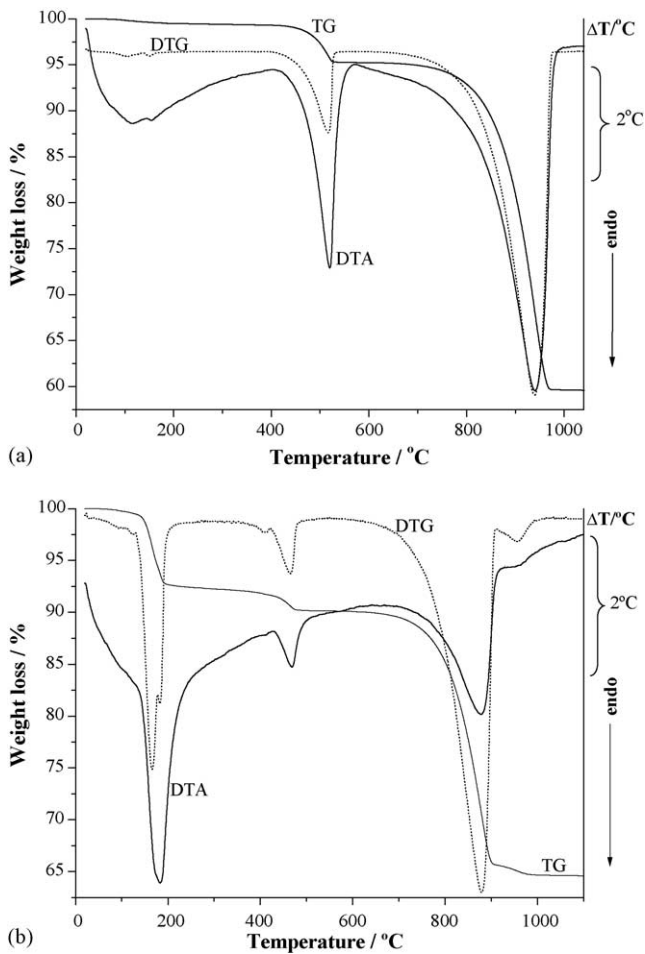 100
95
90
85
80
75
70
65
60
Weight loss / %
TG
DTG
DTA
ΔT/°C
2°C
endo
0 200 400 600 800 1000
Temperature / °C
(a)
100
95
90
85
80
75
70
65
Weight loss / %
DTG
DTA
TG
ΔT/°C
2°C
endo
0 200 400 600 800 1000
Temperature / °C
(b)